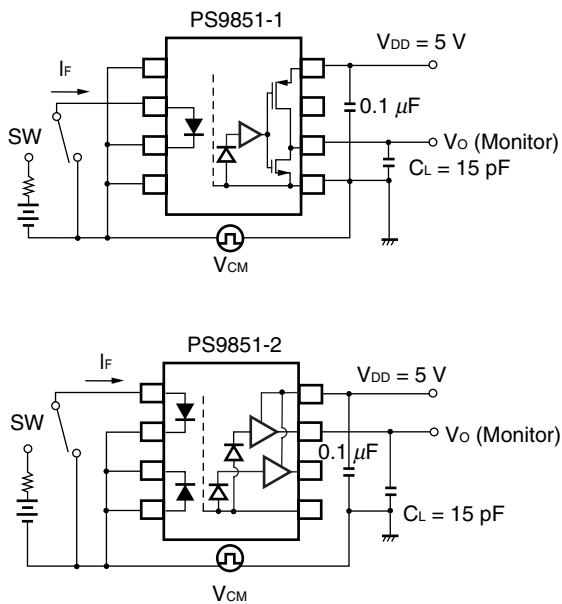 PS9851-1
VDD = 5 V
IF
0.1 μF
SW
VO (Monitor)
CL = 15 pF
VCM
PS9851-2
IF
VDD = 5 V
SW
VO (Monitor)
0.1 μF
CL = 15 pF
VCM